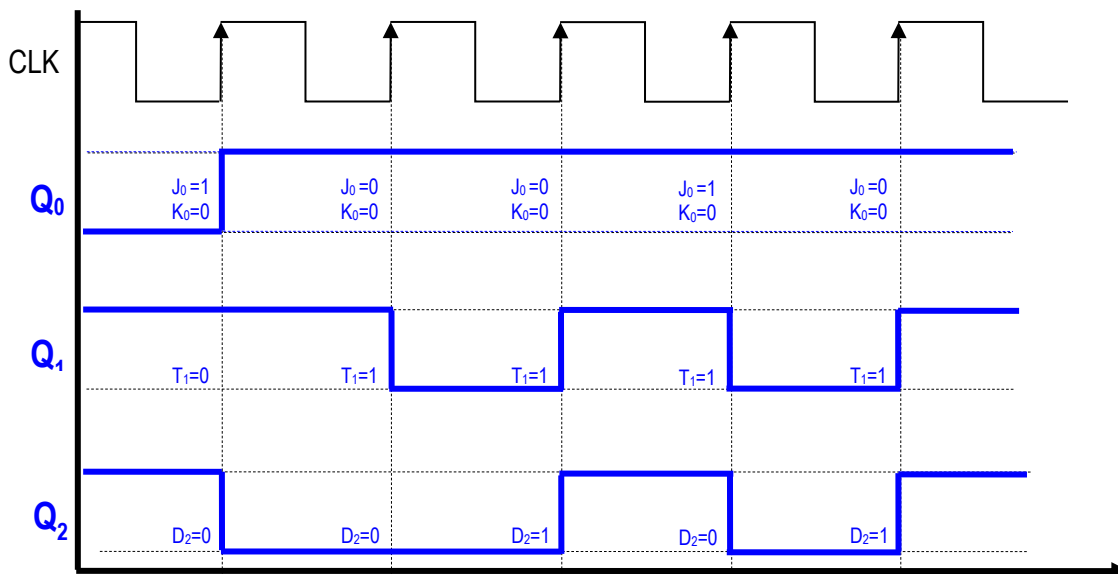 CLK
J₀=1 J₀=0 J₀=0 J₀=1 J₀=0
Q₀
K₀=0 K₀=0 K₀=0 K₀=0 K₀=0
Q₁
T₁=0 T₁=1 T₁=1 T₁=1 T₁=1
Q₂
D₂=0 D₂=0 D₂=1 D₂=0 D₂=1